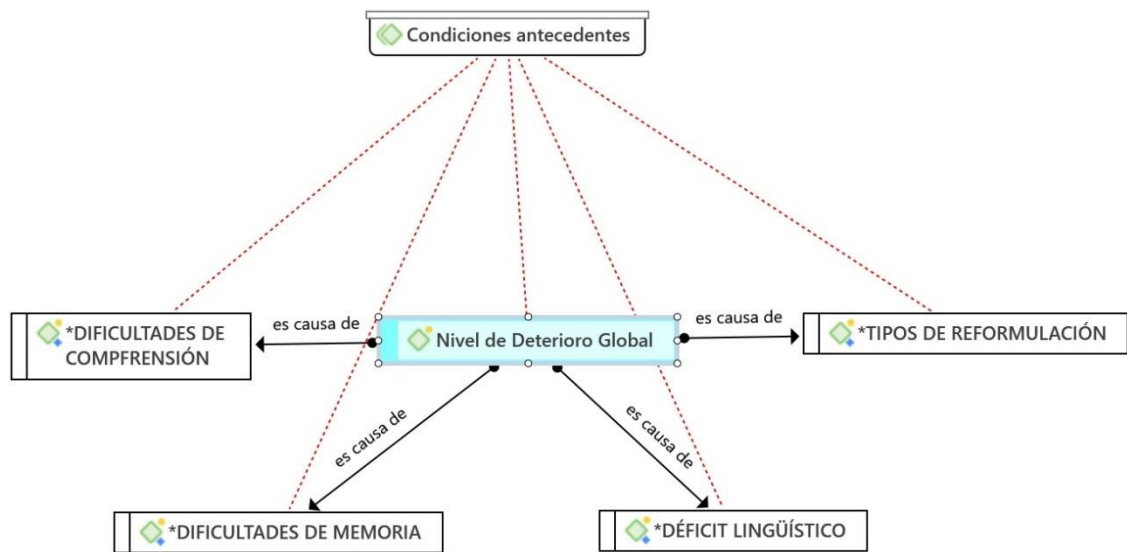 Condiciones antecedentes
*DIFICULTADES DE
COMPFRENSIÓN
es causa de
Nivel de Deterioro Global
es causa de
*TIPOS DE REFORMULACIÓN
es causa de
es causa de
*DIFICULTADES DE MEMORIA
*DÉFICIT LINGÜÍSTICO